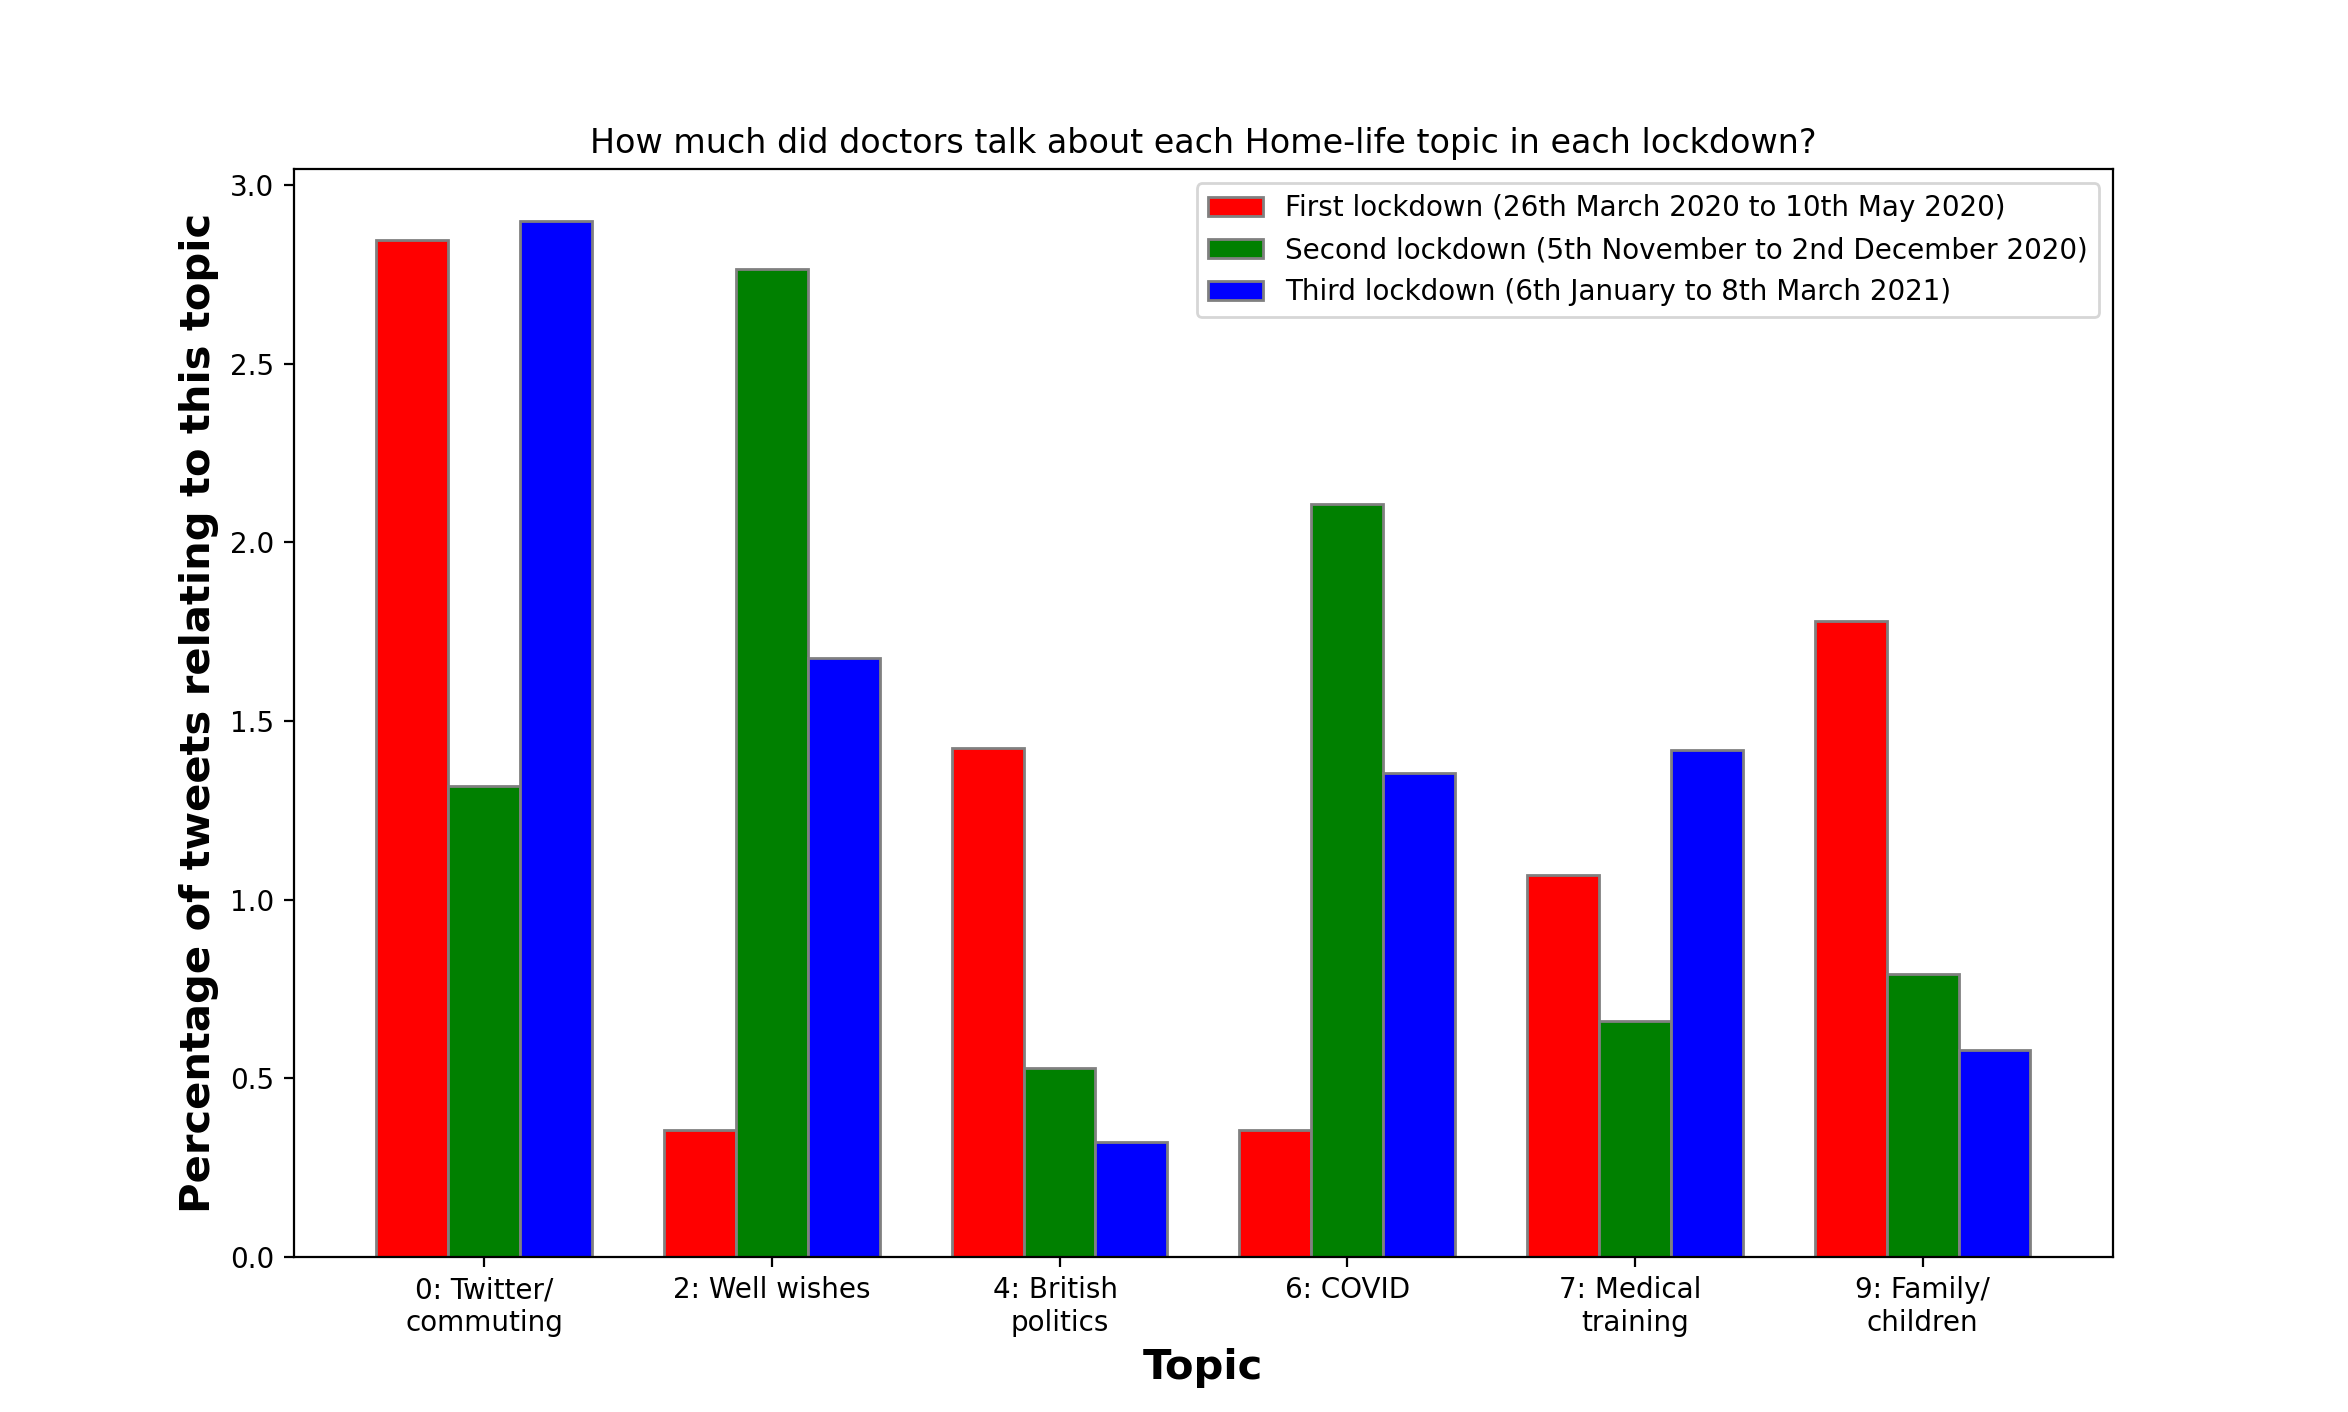 How much did doctors talk about each Home-life topic in each lockdown?
First lockdown (26th March 2020 to 10th May 2020)
Second lockdown (5th November to 2nd December 2020)
Third lockdown (6th January to 8th March 2021)
Percentage of tweets relating to this topic
3.0
2.5
2.0
1.5
1.0
0.5
0.0
0: Twitter/
commuting
2: Well wishes
4: British
politics
6: COVID
7: Medical
training
9: Family/
children
Topic